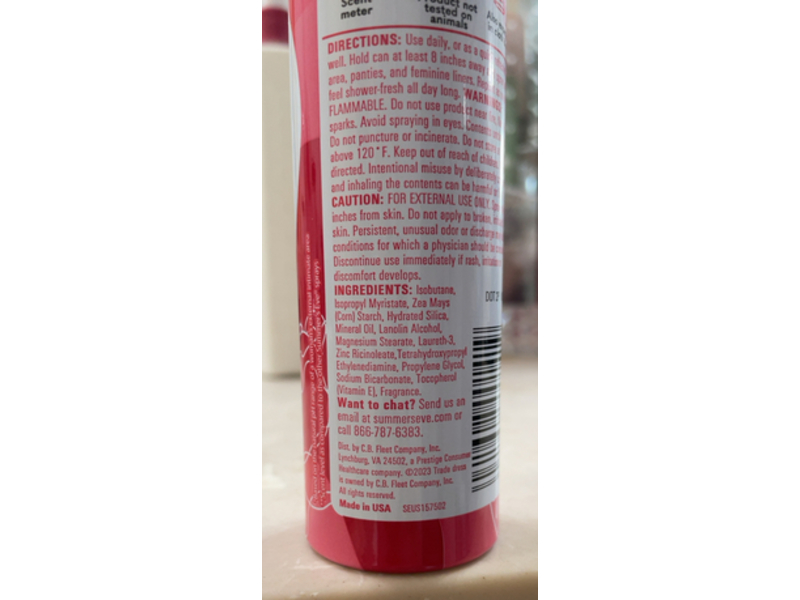 Scent
meter
Product not
tested on
animals
DIRECTIONS: Use daily, or as a
well. Hold can at least 8 inches away
area, panties, and feminine liners.
feel shower-fresh all day long. WARNING
FLAMMABLE. Do not use product near
sparks. Avoid spraying in eyes. Contents
Do not puncture or incinerate. Do not
above 120°F. Keep out of reach of
directed. Intentional misuse by deliberately
and inhaling the contents can be harmful
CAUTION: FOR EXTERNAL USE ONLY.
inches from skin. Do not apply to broken,
skin. Persistent, unusual odor or discharge
conditions for which a physician should be
Discontinue use immediately if rash,
discomfort develops.
INGREDIENTS: Isobutane,
Isopropyl Myristate, Zea Mays
(Corn) Starch, Hydrated Silica,
Mineral Oil, Lanolin Alcohol,
Magnesium Stearate, Laureth-3,
Zinc Ricinoleate,Tetrahydroxypropyl
Ethylenediamine, Propylene Glycol,
Sodium Bicarbonate, Tocopherol
(Vitamin E), Fragrance.
Want to chat? Send us an
email at summerseve.com or
call 866-787-6383.
Dist. by C.B. Fleet Company, Inc.
Lynchburg, VA 24502, a Prestige Consumer
Healthcare company. ©2023 Trade dress
is owned by C.B. Fleet Company, Inc.
All rights reserved.
Made in USA SEUS157502
DOT